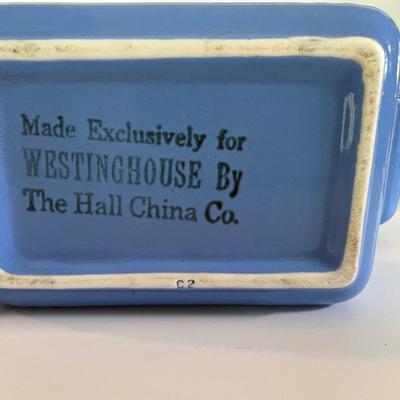 Made Exclusively for
WESTINGHOUSE By
The Hall China Co.
C2